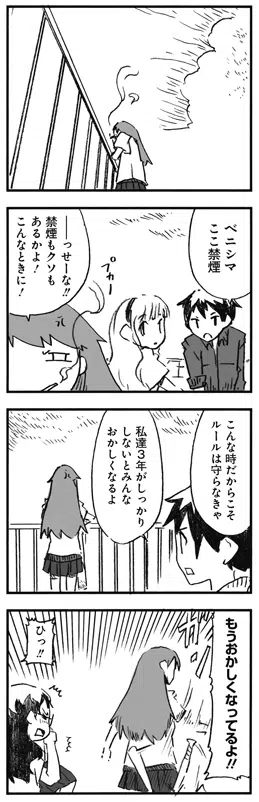 ベニシマ
ここ禁煙
プカー
――っせーな!!
禁煙もクソも
あるかよ!
こんなときに!
こんな時だからこそ
ルールは守らなきゃ
私達3年がしっかり
しないとみんな
おかしくなるよ
もうおかしくなってるよ!!
ひっ!!